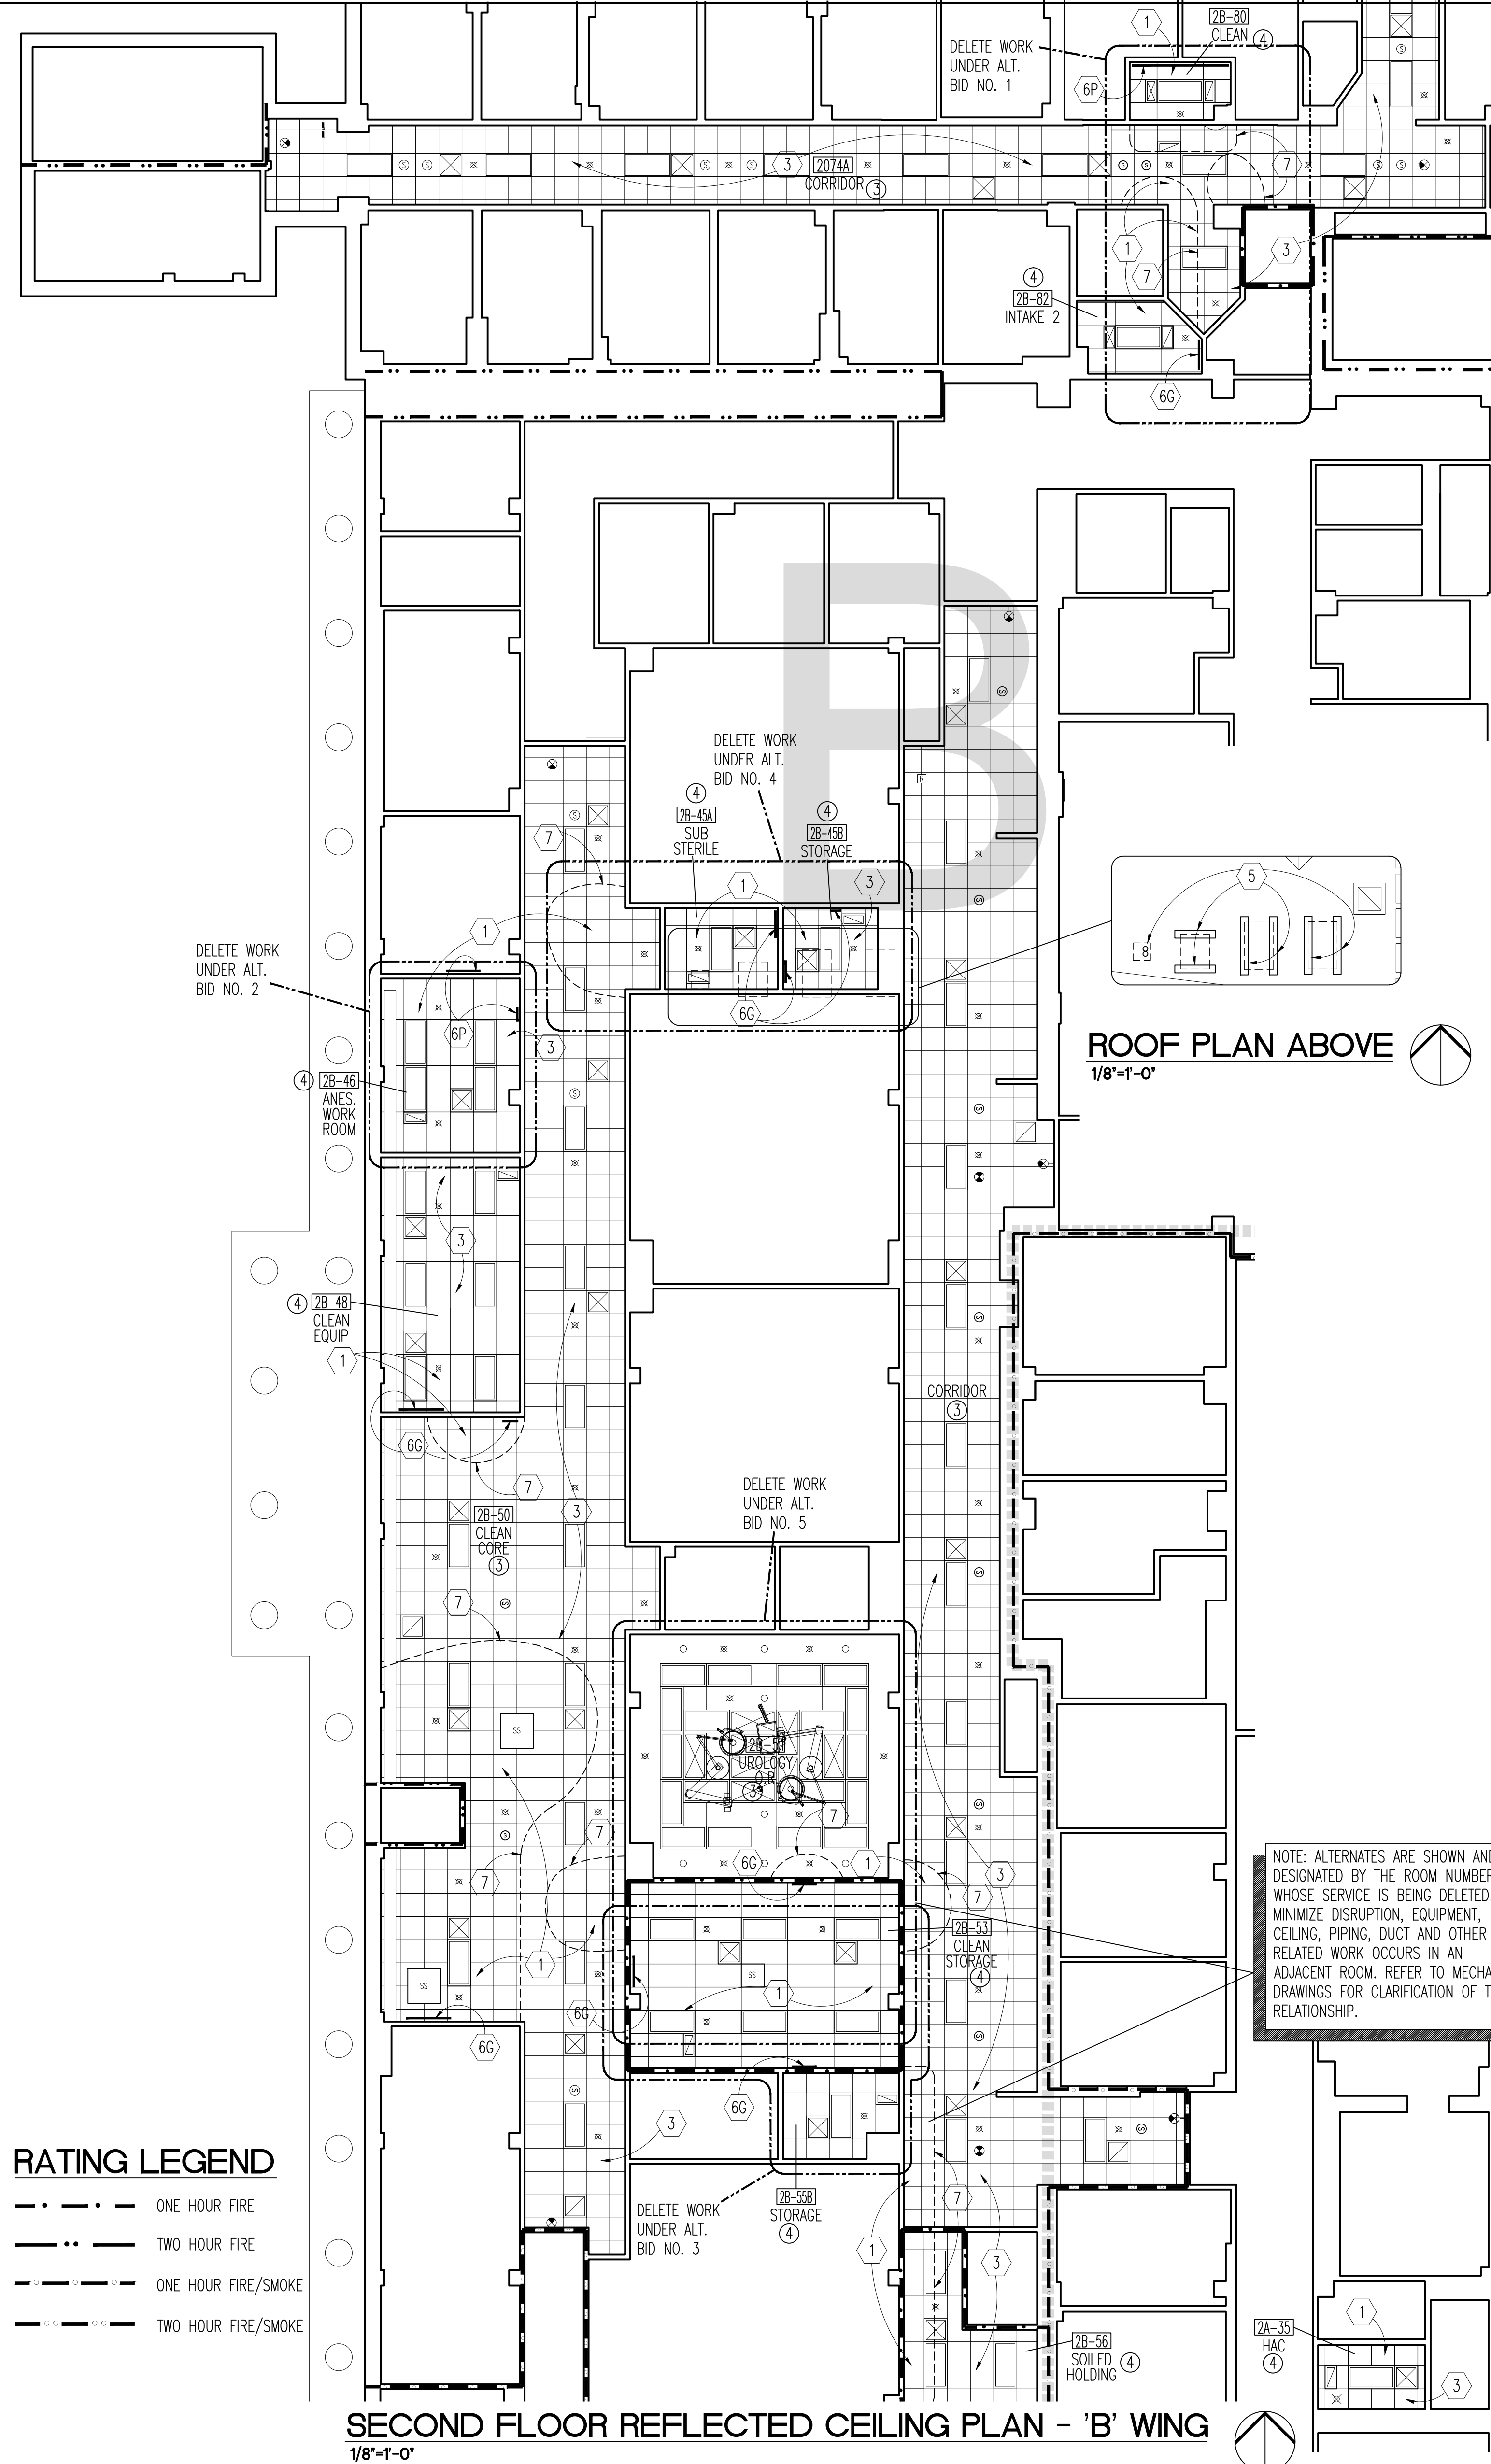 1
2B-80
CLEAN 4
DELETE WORK
UNDER ALT.
BID NO. 1
6P
3
2074A
CORRIDOR 3
7
1
7
3
4
2B-82
INTAKE 2
6G
B
DELETE WORK
UNDER ALT.
BID NO. 4
4
2B-45A
SUB
STERILE
4
2B-45B
STORAGE
7
1
3
1
5
8
DELETE WORK
UNDER ALT.
BID NO. 2
6G
6P
3
ROOF PLAN ABOVE
1/8"=1'-0"
4 2B-46
ANES.
WORK
ROOM
3
4 2B-48
CLEAN
EQUIP
1
CORRIDOR
3
6G
7
DELETE WORK
UNDER ALT.
BID NO. 5
2B-50
CLEAN
CORE
3
3
7
SS
2B-51
UROLOGY
O.R.
3
7
7
6G
1
3
7
7
NOTE: ALTERNATES ARE SHOWN AND
DESIGNATED BY THE ROOM NUMBER
WHOSE SERVICE IS BEING DELETED.
MINIMIZE DISRUPTION, EQUIPMENT,
CEILING, PIPING, DUCT AND OTHER
RELATED WORK OCCURS IN AN
ADJACENT ROOM. REFER TO MECHA
DRAWINGS FOR CLARIFICATION OF T
RELATIONSHIP.
2B-53
CLEAN
STORAGE
4
1
SS
SS
1
6G
6G
6G
3
RATING LEGEND
ONE HOUR FIRE
TWO HOUR FIRE
ONE HOUR FIRE/SMOKE
TWO HOUR FIRE/SMOKE
DELETE WORK
UNDER ALT.
BID NO. 3
2B-55B
STORAGE
4
7
1
3
2B-56
SOILED
HOLDING 4
2A-35
HAC
4
1
3
SECOND FLOOR REFLECTED CEILING PLAN - 'B' WING
1/8"=1'-0"